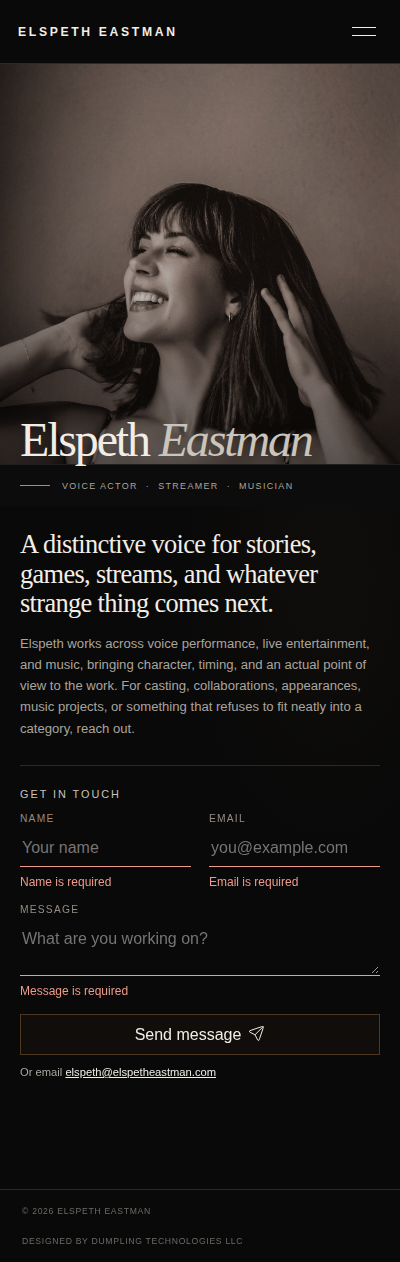 ELSPETH EASTMAN
Elspeth Eastman
VOICE ACTOR · STREAMER · MUSICIAN
A distinctive voice for stories,
games, streams, and whatever
strange thing comes next.
Elspeth works across voice performance, live entertainment,
and music, bringing character, timing, and an actual point of
view to the work. For casting, collaborations, appearances,
music projects, or something that refuses to fit neatly into a
category, reach out.
GET IN TOUCH
NAME EMAIL
Your name you@example.com
Name is required Email is required
MESSAGE
What are you working on?
Message is required
Send message
Or email elspeth@elspetheastman.com
© 2026 ELSPETH EASTMAN
DESIGNED BY DUMPLING TECHNOLOGIES LLC